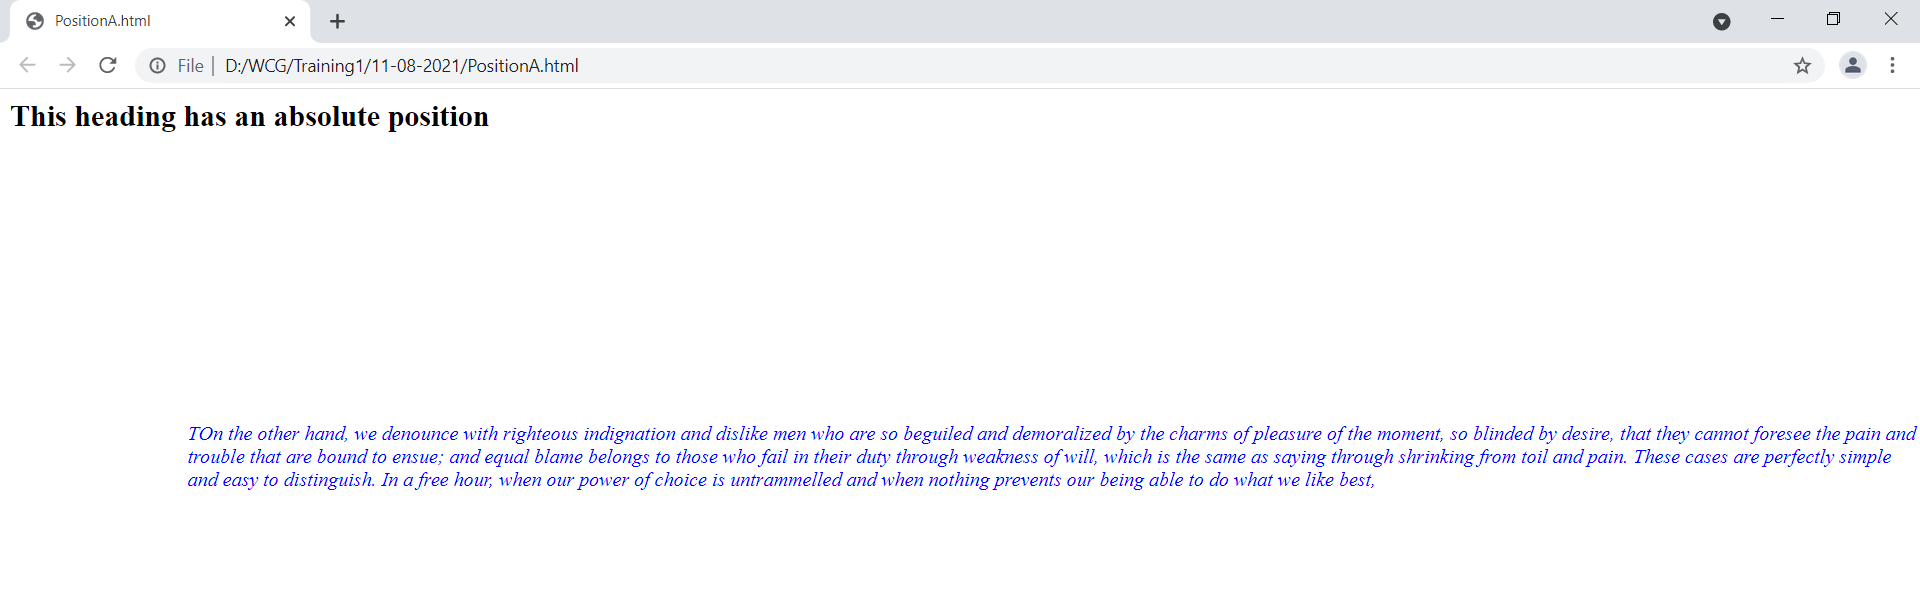 PositionA.html
File | D:/WCG/Training1/11-08-2021/PositionA.html
This heading has an absolute position
TOn the other hand, we denounce with righteous indignation and dislike men who are so beguiled and demoralized by the charms of pleasure of the moment, so blinded by desire, that they cannot foresee the pain and
trouble that are bound to ensue; and equal blame belongs to those who fail in their duty through weakness of will, which is the same as saying through shrinking from toil and pain. These cases are perfectly simple
and easy to distinguish. In a free hour, when our power of choice is untrammelled and when nothing prevents our being able to do what we like best,